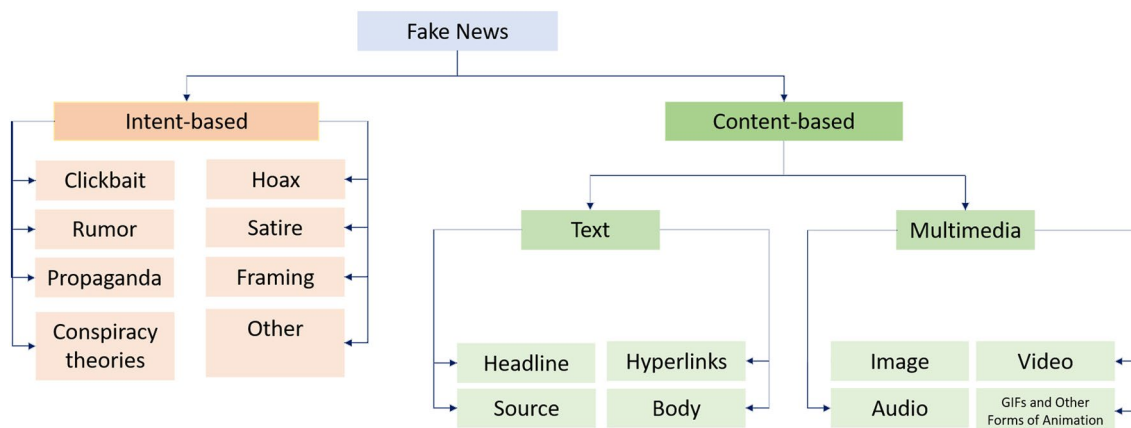 Fake News
Intent-based
Content-based
Clickbait
Hoax
Rumor
Satire
Propaganda
Framing
Conspiracy
theories
Other
Text
Multimedia
Headline
Hyperlinks
Source
Body
Image
Video
Audio
GIFs and Other
Forms of Animation